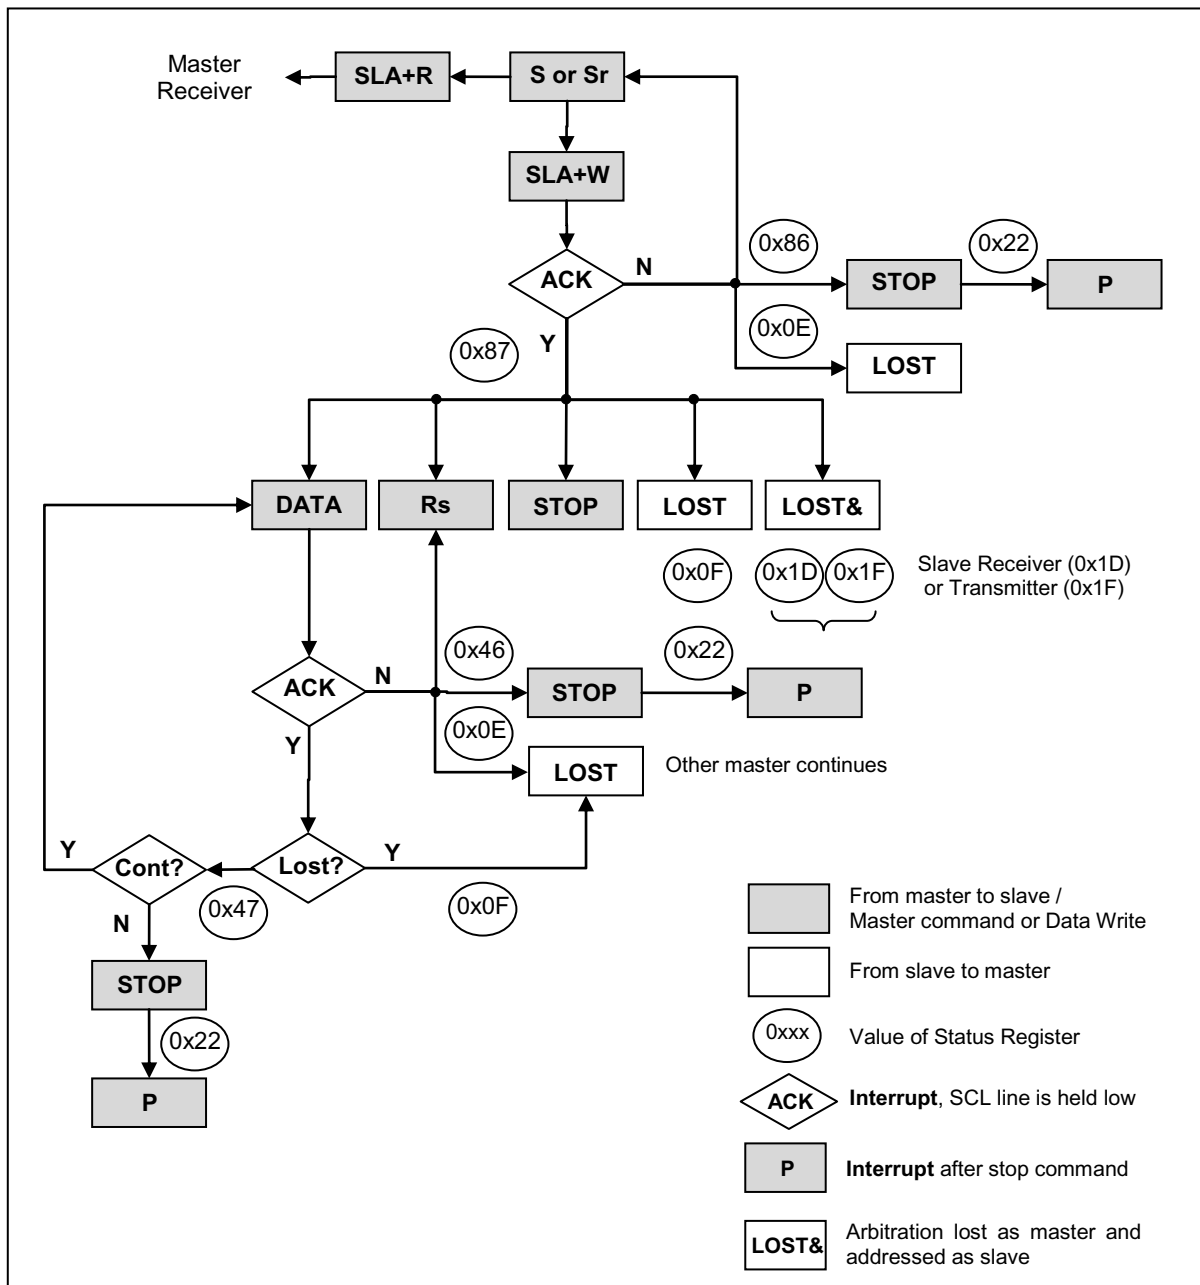 Master
Receiver
SLA+R
S or Sr
SLA+W
ACK
N
0x86
STOP
0x22
P
0x0E
LOST
Y
0x87
DATA
Rs
STOP
LOST
LOST&
0x0F
0x1D
0x1F
Slave Receiver (0x1D)
or Transmitter (0x1F)
ACK
N
0x46
STOP
0x22
P
0x0E
LOST
Other master continues
Y
Lost?
Y
0x0F
0x47
Cont?
Y
N
STOP
0x22
P
From master to slave /
Master command or Data Write
From slave to master
0xxx
Value of Status Register
ACK
Interrupt, SCL line is held low
P
Interrupt after stop command
LOST&
Arbitration lost as master and
addressed as slave